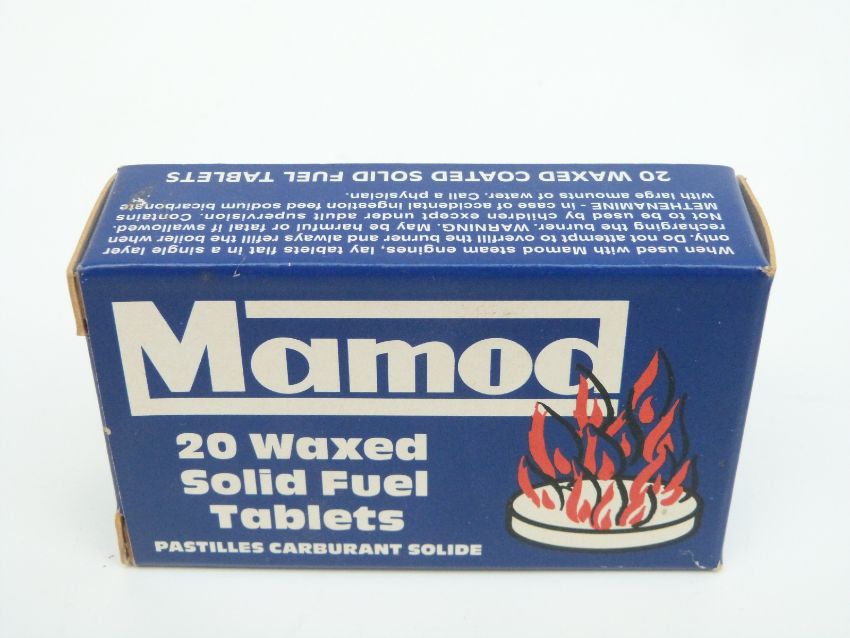 20 WAXED COATED SOLID FUEL TABLETS
When used with Mamod steam engines, lay tablets flat in a single layer
only. Do not attempt to overfill the burner and always refill the boiler when
recharging the burner. WARNING. May be harmful or fatal if swallowed.
Not to be used by children except under adult supervision. Contains
METHENAMINE - in case of accidental ingestion feed sodium bicarbonate
with large amounts of water. Call a physician.
Mamod
20 Waxed
Solid Fuel
Tablets
PASTILLES CARBURANT SOLIDE